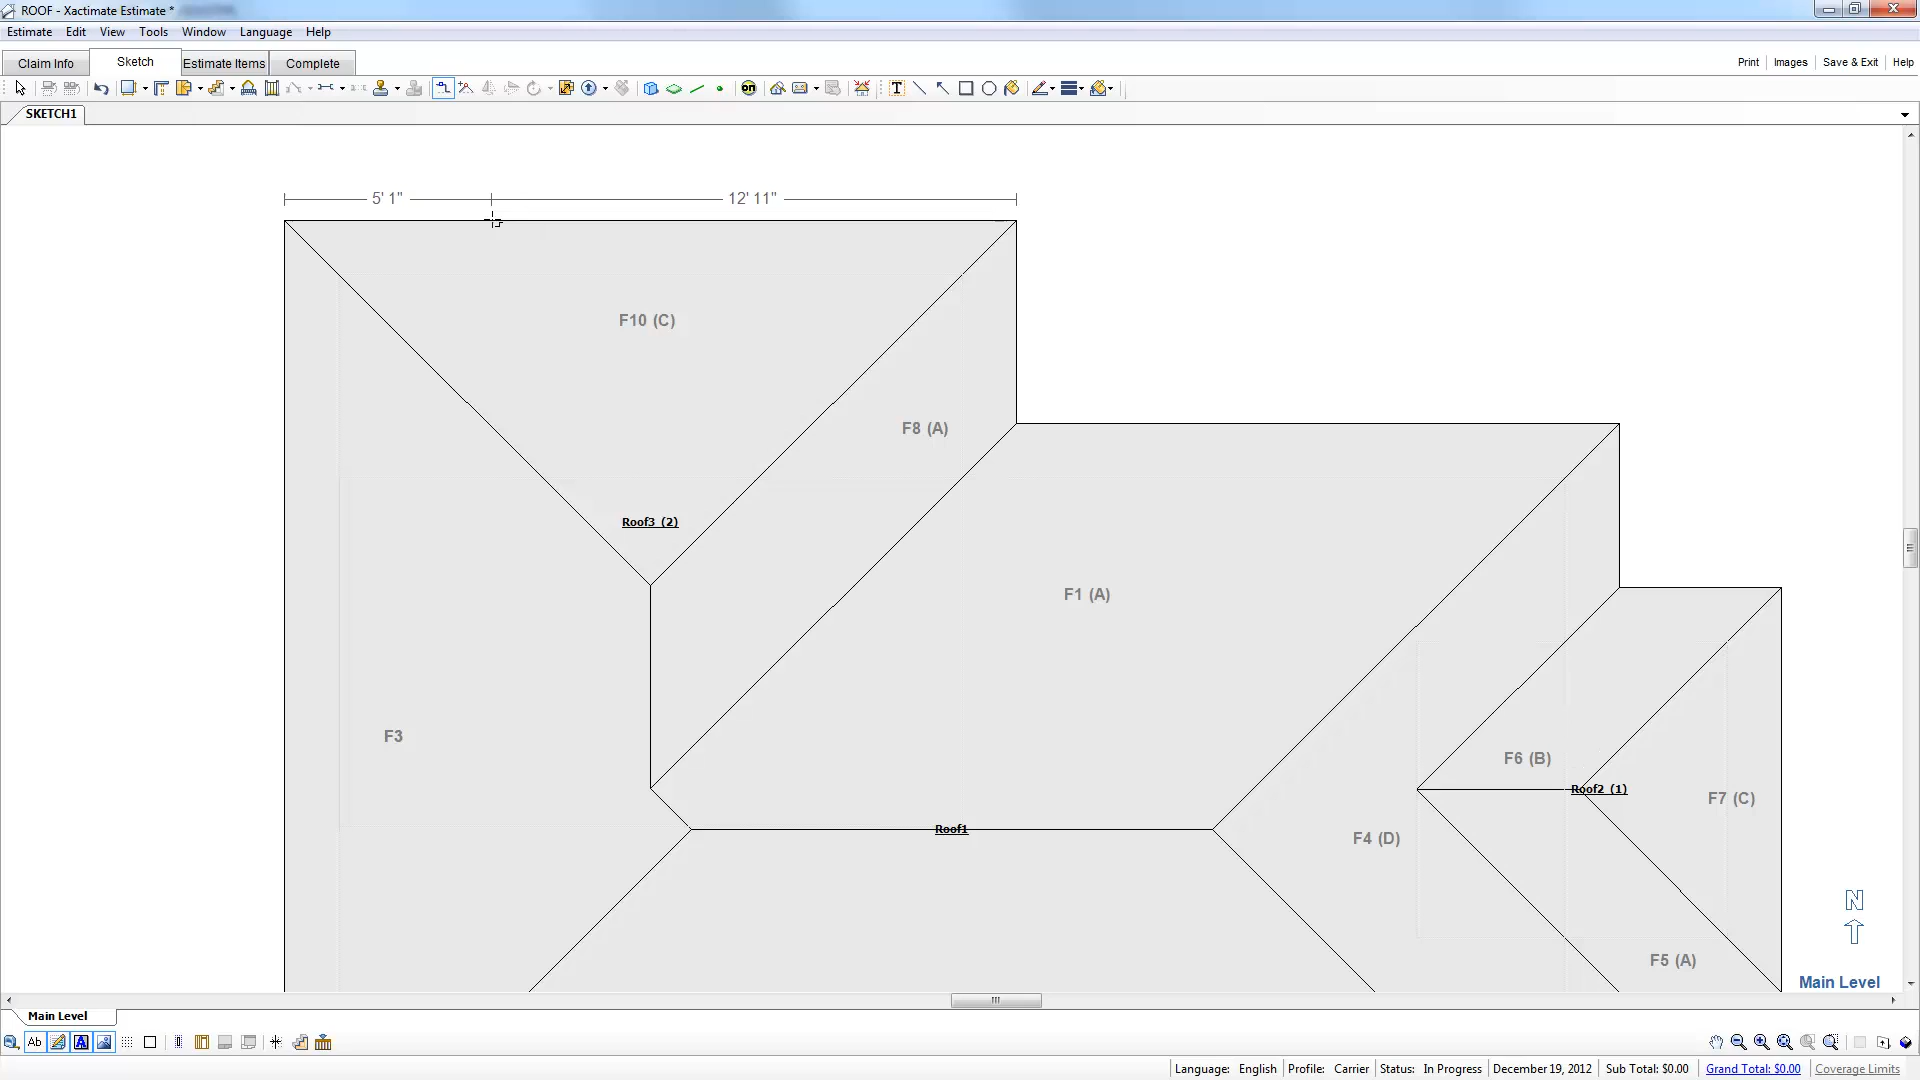 ROOF - Xactimate Estimate *
Estimate Edit View Tools Window Language Help
Claim Info Sketch Estimate Items Complete
Print Images Save & Exit Help
on T
SKETCH1
5' 1" 12' 11"
F10 (C)
F8 (A)
Roof3 (2)
F1 (A)
F3
F6 (B)
Roof2 (1)
F7 (C)
Roof1
F4 (D)
N
F5 (A)
Main Level
Main Level
Ab A
Language: English Profile: Carrier Status: In Progress December 19, 2012 Sub Total: $0.00 Grand Total: $0.00 Coverage Limits